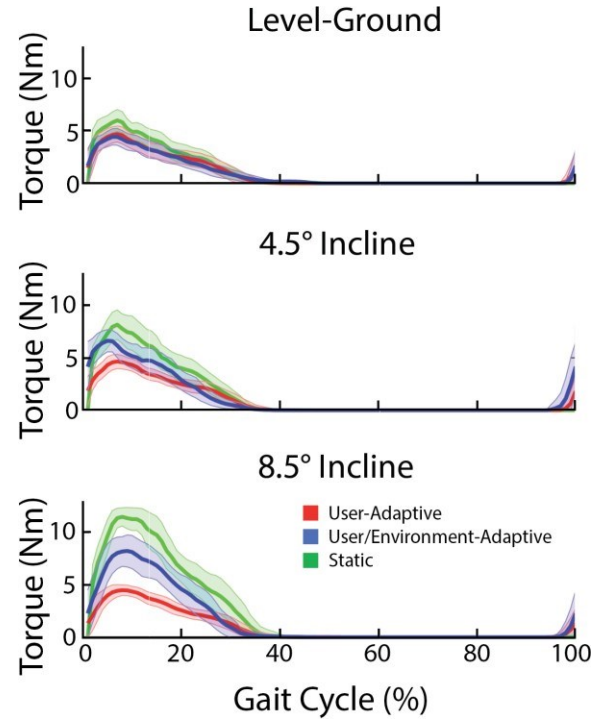 Level-Ground
Torque (Nm)
10
5
0
4.5° Incline
Torque (Nm)
10
5
0
8.5° Incline
Torque (Nm)
10
5
0
User-Adaptive
User/Environment-Adaptive
Static
0 20 40 60 80 100
Gait Cycle (%)